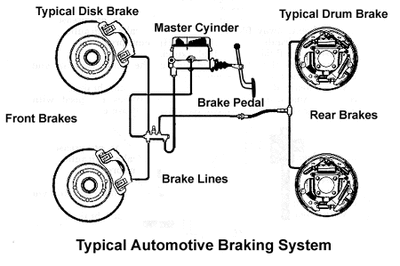 Typical Disk Brake
Typical Drum Brake
Master Cyinder
Brake Pedal
Front Brakes
Rear Brakes
Brake Lines
Typical Automotive Braking System